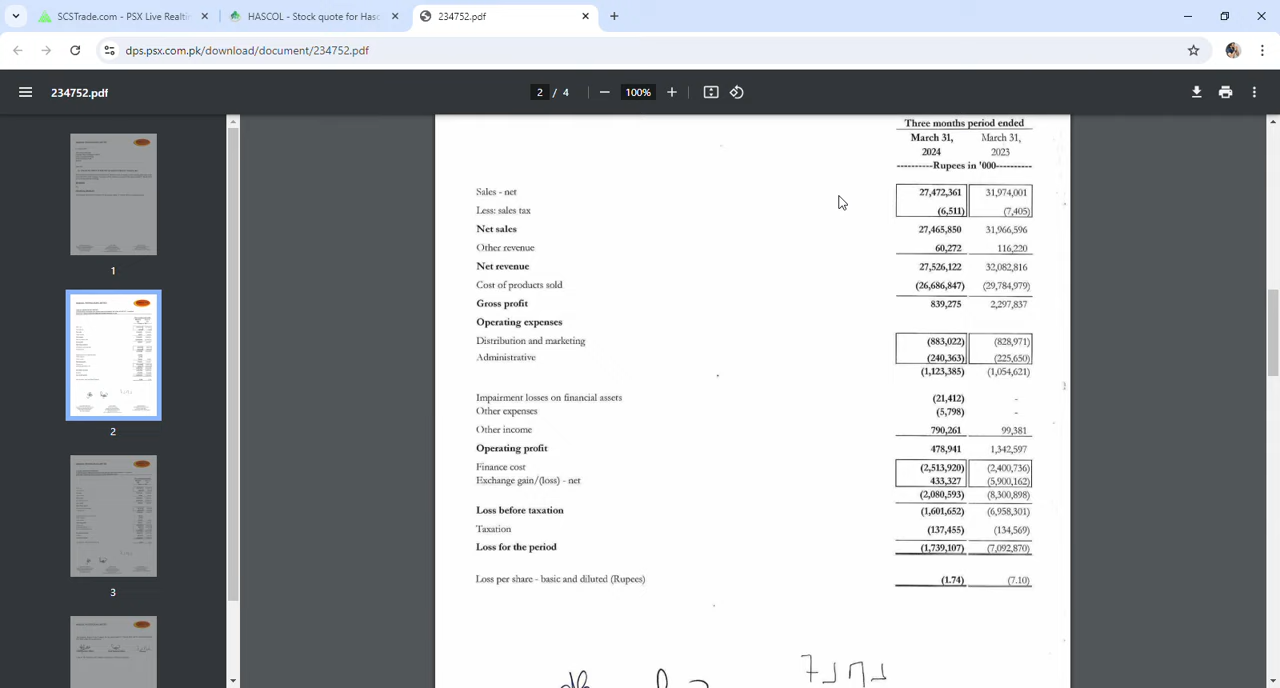 SCSTrade.com - PSX Live Realti
HASCOL - Stock quote for Hasc
234752.pdf
dps.psx.com.pk/download/document/234752.pdf
234752.pdf
2 / 4
100%
1
2
3
Three months period ended
March 31, 2024 March 31, 2023
----------Rupees in '000----------
Sales - net 27,472,361 31,974,001
Less: sales tax (6,511) (7,405)
Net sales 27,465,850 31,966,596
Other revenue 60,272 116,220
Net revenue 27,526,122 32,082,816
Cost of products sold (26,686,847) (29,784,979)
Gross profit 839,275 2,297,837
Operating expenses
Distribution and marketing (883,022) (828,971)
Administrative (240,363) (225,650)
(1,123,385) (1,054,621)
Impairment losses on financial assets (21,412) -
Other expenses (5,798) -
Other income 790,261 99,381
Operating profit 478,941 1,342,597
Finance cost (2,513,920) (2,400,736)
Exchange gain/(loss) - net 433,327 (5,900,162)
(2,080,593) (8,300,898)
Loss before taxation (1,601,652) (6,958,301)
Taxation (137,455) (134,569)
Loss for the period (1,739,107) (7,092,870)
Loss per share - basic and diluted (Rupees) (1.74) (7.10)